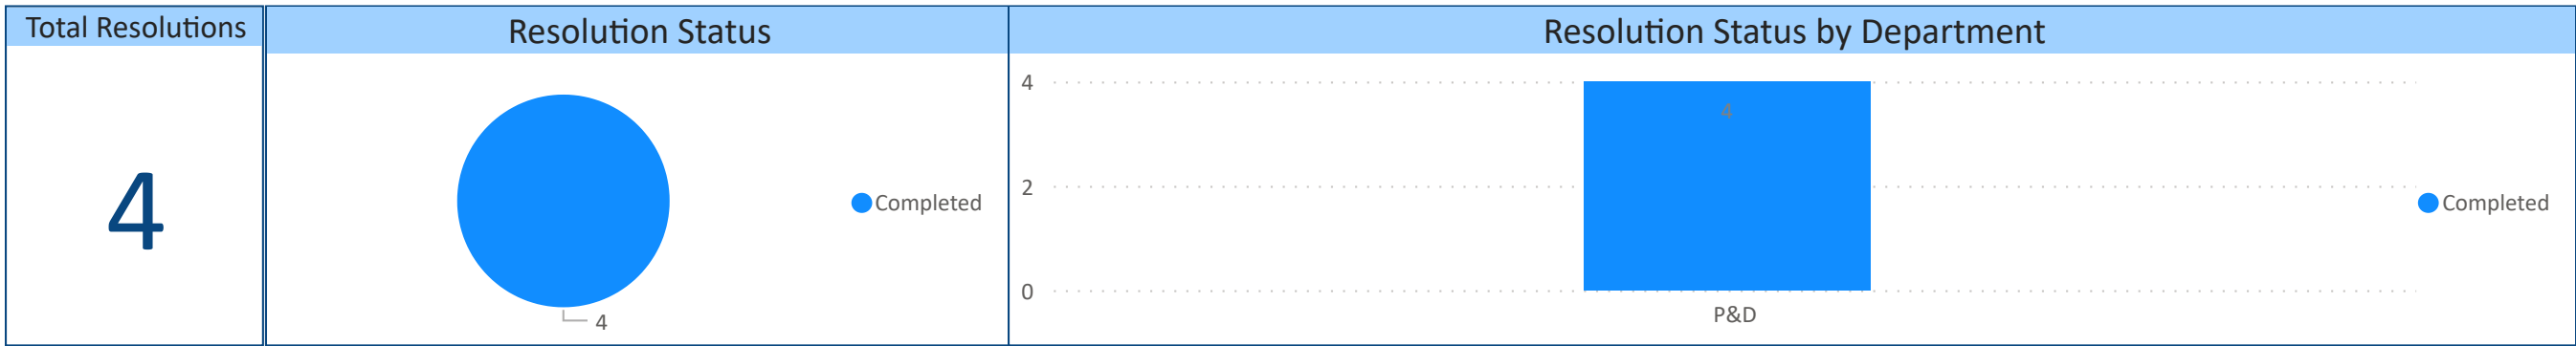 Total Resolutions
4
Resolution Status
4
Completed
Resolution Status by Department
4
2
0
4
P&D
Completed